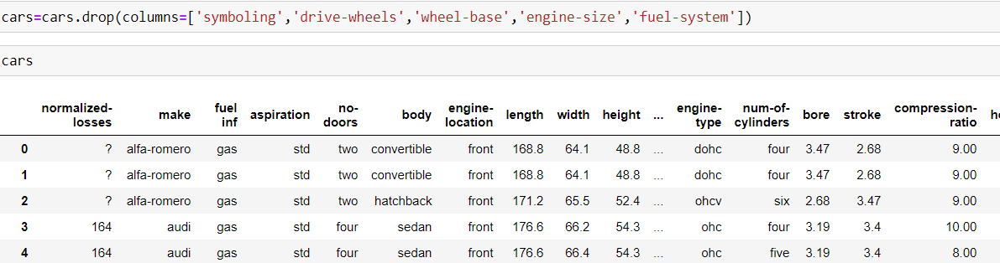 cars=cars.drop(columns=['symboling','drive-wheels','wheel-base','engine-size','fuel-system'])
cars
normalized-losses make fuel inf aspiration no-doors body engine-location length width height ... engine-type num-of-cylinders bore stroke compression-ratio
0 ? alfa-romero gas std two convertible front 168.8 64.1 48.8 ... dohc four 3.47 2.68 9.00
1 ? alfa-romero gas std two convertible front 168.8 64.1 48.8 ... dohc four 3.47 2.68 9.00
2 ? alfa-romero gas std two hatchback front 171.2 65.5 52.4 ... ohcv six 2.68 3.47 9.00
3 164 audi gas std four sedan front 176.6 66.2 54.3 ... ohc four 3.19 3.4 10.00
4 164 audi gas std four sedan front 176.6 66.4 54.3 ... ohc five 3.19 3.4 8.00